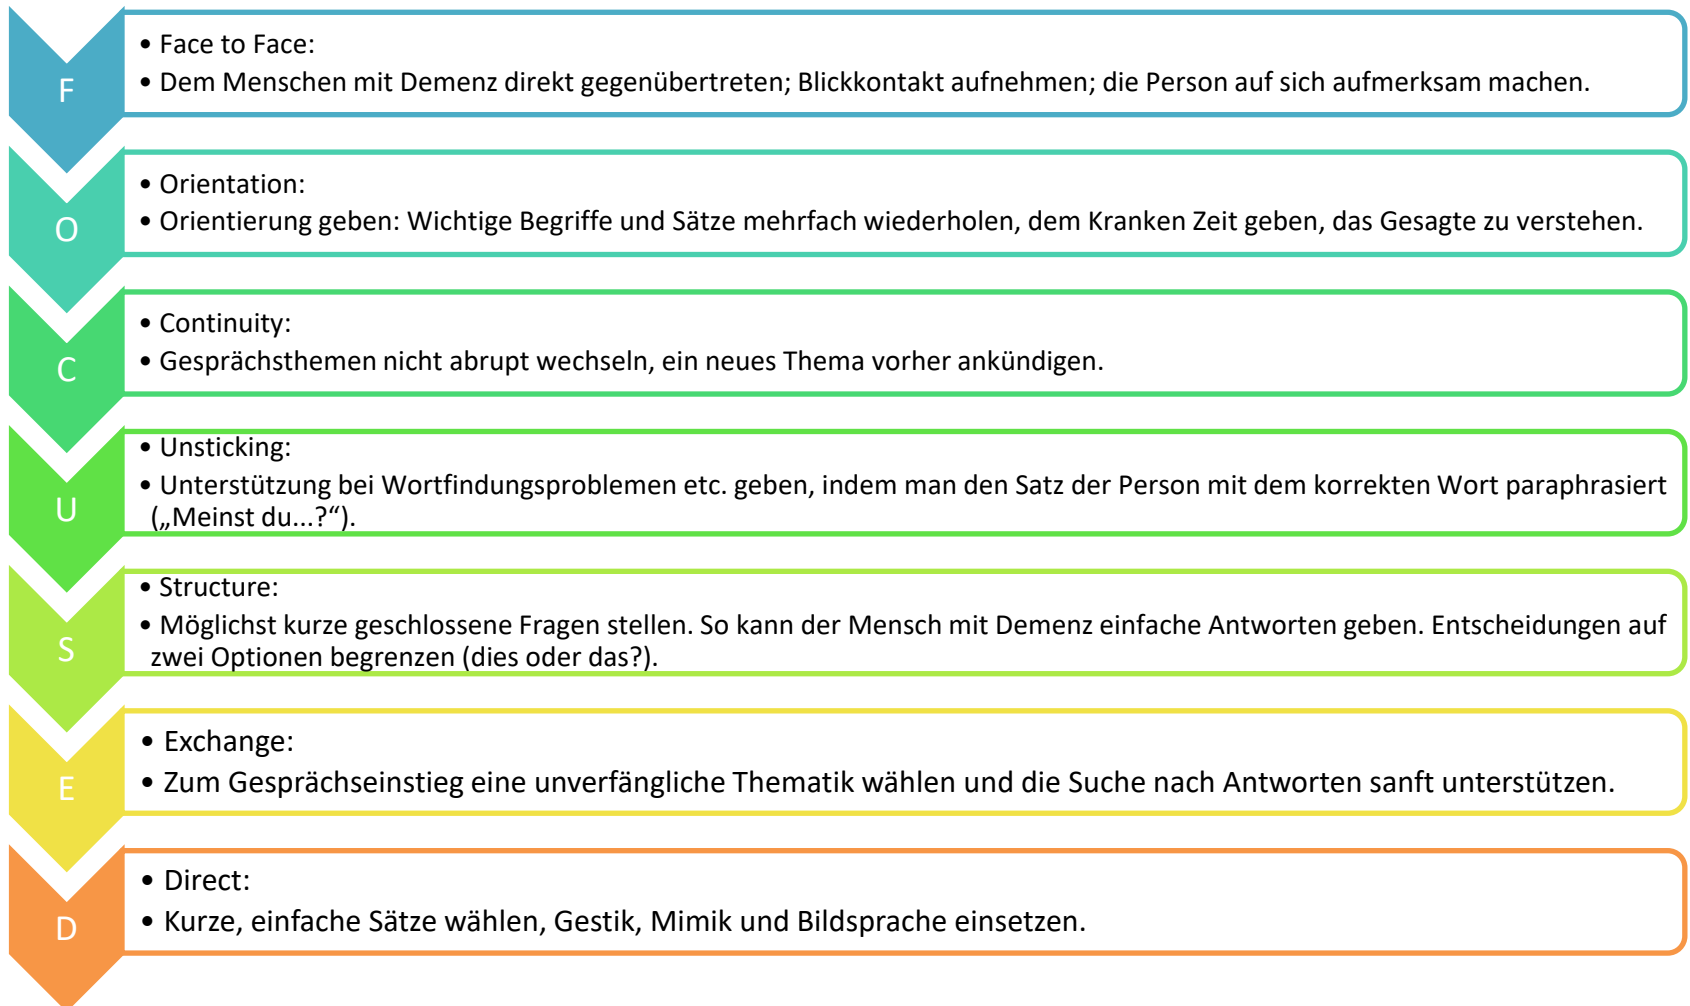 F
• Face to Face:
• Dem Menschen mit Demenz direkt gegenübertreten; Blickkontakt aufnehmen; die Person auf sich aufmerksam machen.
O
• Orientation:
• Orientierung geben: Wichtige Begriffe und Sätze mehrfach wiederholen, dem Kranken Zeit geben, das Gesagte zu verstehen.
C
• Continuity:
• Gesprächsthemen nicht abrupt wechseln, ein neues Thema vorher ankündigen.
U
• Unsticking:
• Unterstützung bei Wortfindungsproblemen etc. geben, indem man den Satz der Person mit dem korrekten Wort paraphrasiert
(„Meinst du...?“).
S
• Structure:
• Möglichst kurze geschlossene Fragen stellen. So kann der Mensch mit Demenz einfache Antworten geben. Entscheidungen auf
zwei Optionen begrenzen (dies oder das?).
E
• Exchange:
• Zum Gesprächseinstieg eine unverfängliche Thematik wählen und die Suche nach Antworten sanft unterstützen.
D
• Direct:
• Kurze, einfache Sätze wählen, Gestik, Mimik und Bildsprache einsetzen.